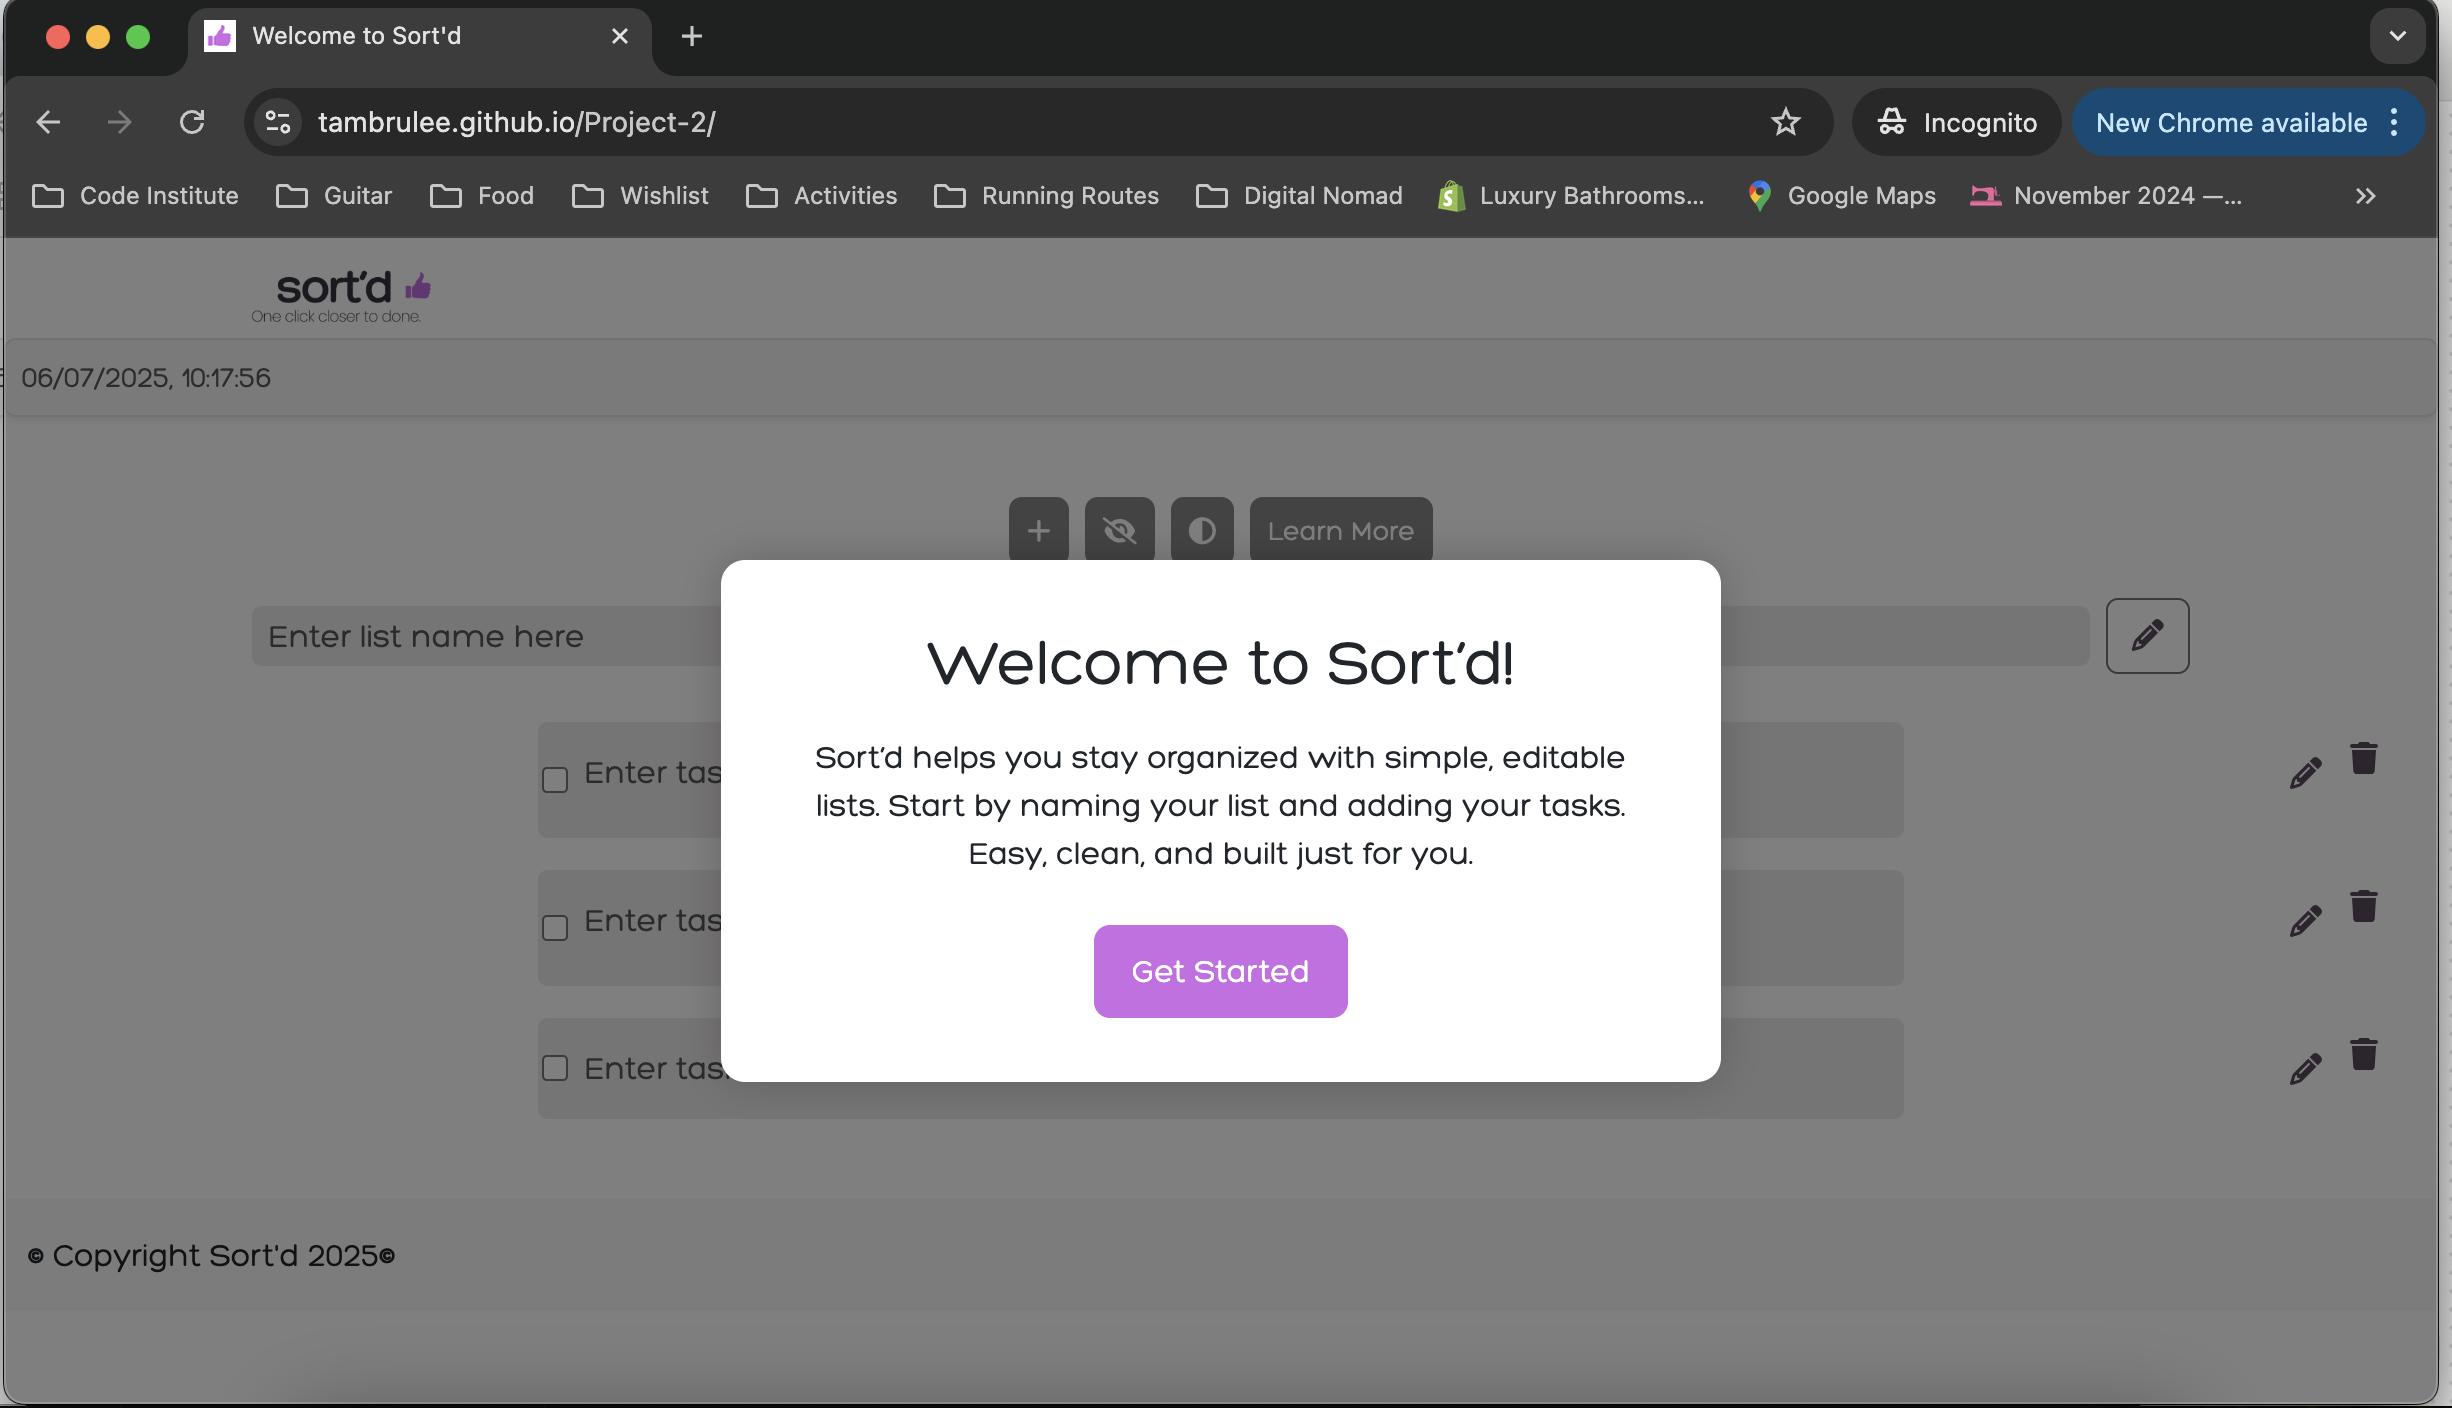 Welcome to Sort'd
tambrulee.github.io/Project-2/
Incognito
New Chrome available
Code Institute
Guitar
Food
Wishlist
Activities
Running Routes
Digital Nomad
Luxury Bathrooms...
Google Maps
November 2024 —...
sort'd
One click closer to done.
06/07/2025, 10:17:56
Learn More
Enter list name here
Welcome to Sort'd!
Sort'd helps you stay organized with simple, editable
lists. Start by naming your list and adding your tasks.
Easy, clean, and built just for you.
Get Started
Enter tas
Enter tas
Enter tas
© Copyright Sort'd 2025©